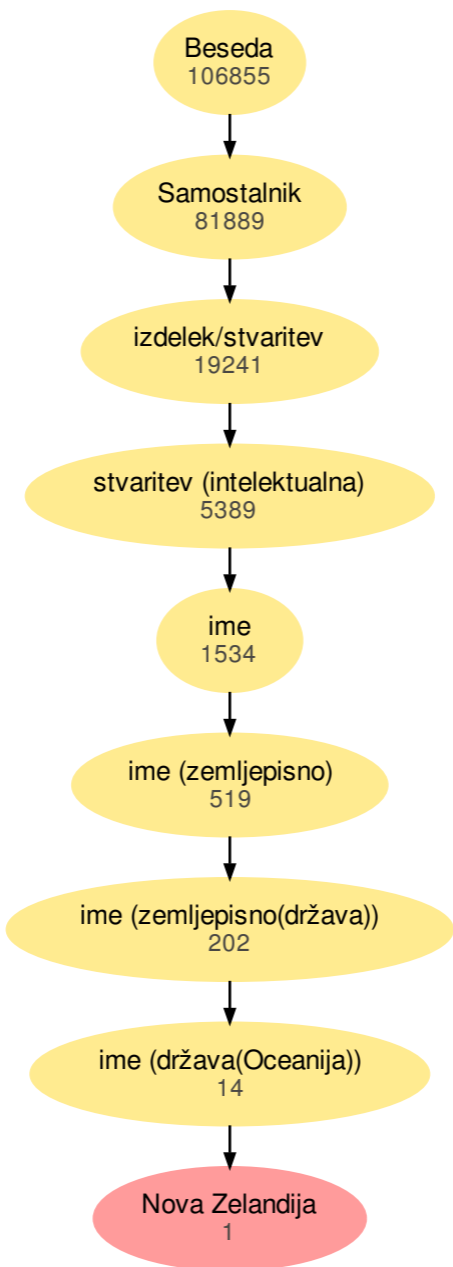 Beseda
106855
Samostalnik
81889
izdelek/stvaritev
19241
stvaritev (intelektualna)
5389
ime
1534
ime (zemljepisno)
519
ime (zemljepisno(država))
202
ime (država(Oceanija))
14
Nova Zelandija
1